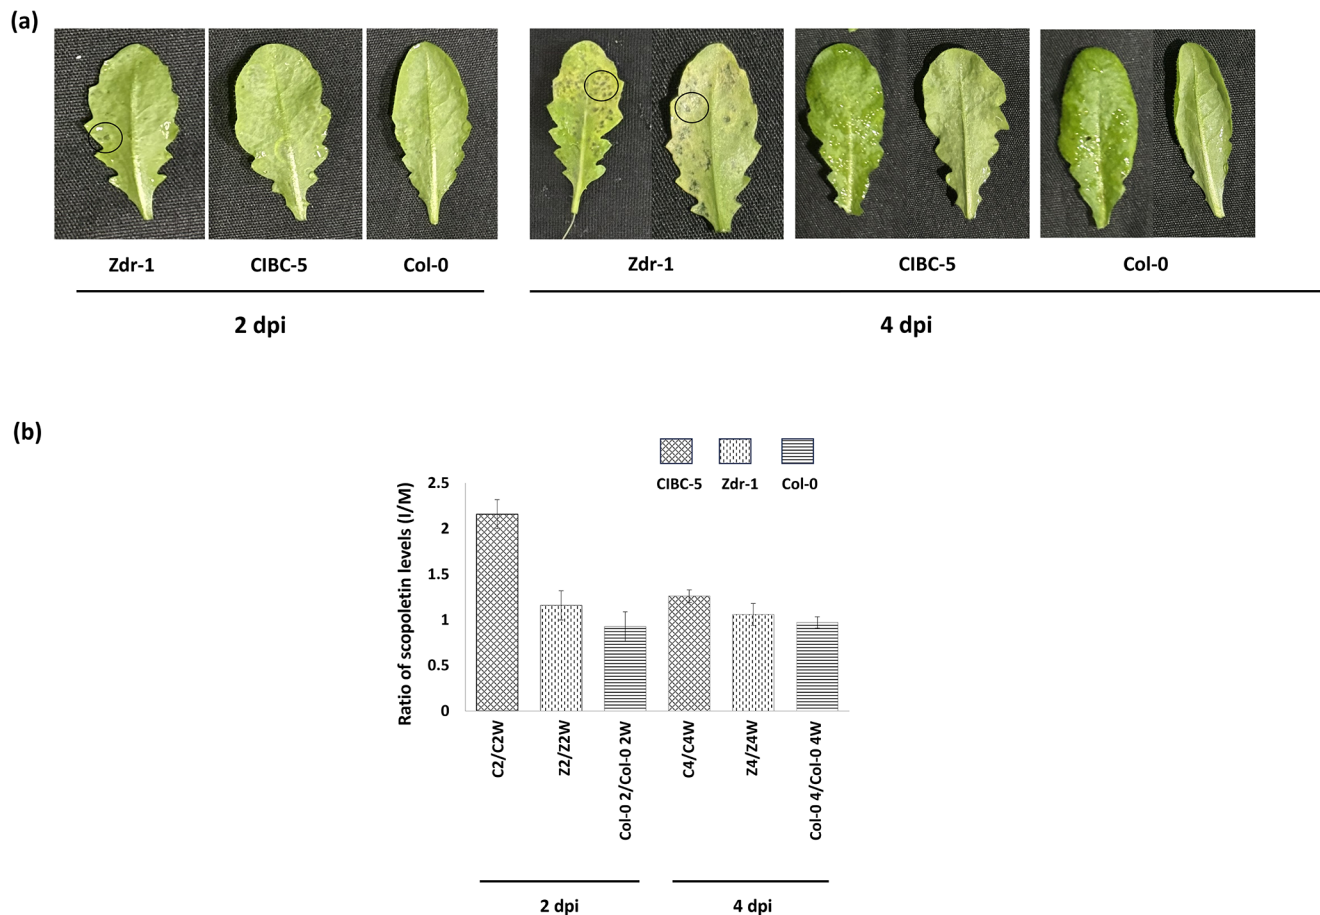 (a)
Zdr-1 CIBC-5 Col-0 Zdr-1 CIBC-5 Col-0
2 dpi 4 dpi
(b)
CIBC-5 Zdr-1 Col-0
Ratio of scopoletin levels (I/M)
2.5
2
1.5
1
0.5
0
C2/C2W
Z2/Z2W
Col-0 2/Col-0 2W
C4/C4W
Z4/Z4W
Col-0 4/Col-0 4W
2 dpi 4 dpi